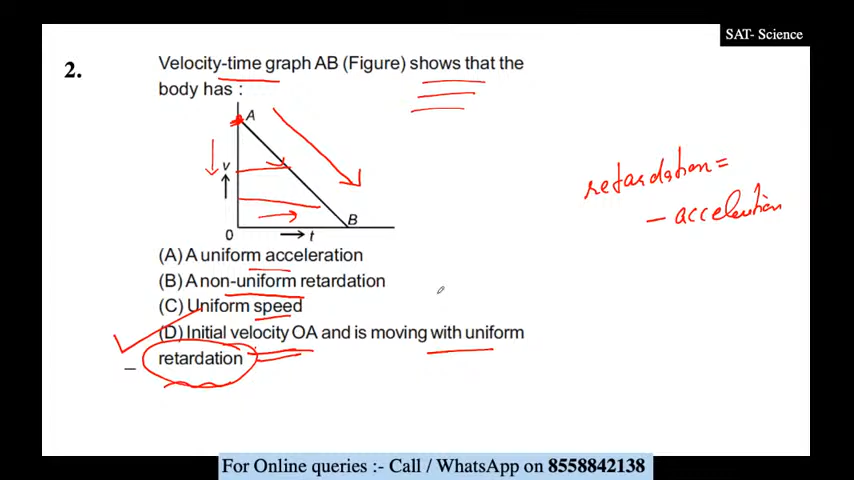 SAT- Science
2.
Velocity-time graph AB (Figure) shows that the
body has :
A
v
B
0
t
retardation =
– acceleration
(A) A uniform acceleration
(B) A non-uniform retardation
(C) Uniform speed
(D) Initial velocity OA and is moving with uniform
retardation
For Online queries :- Call / WhatsApp on 8558842138